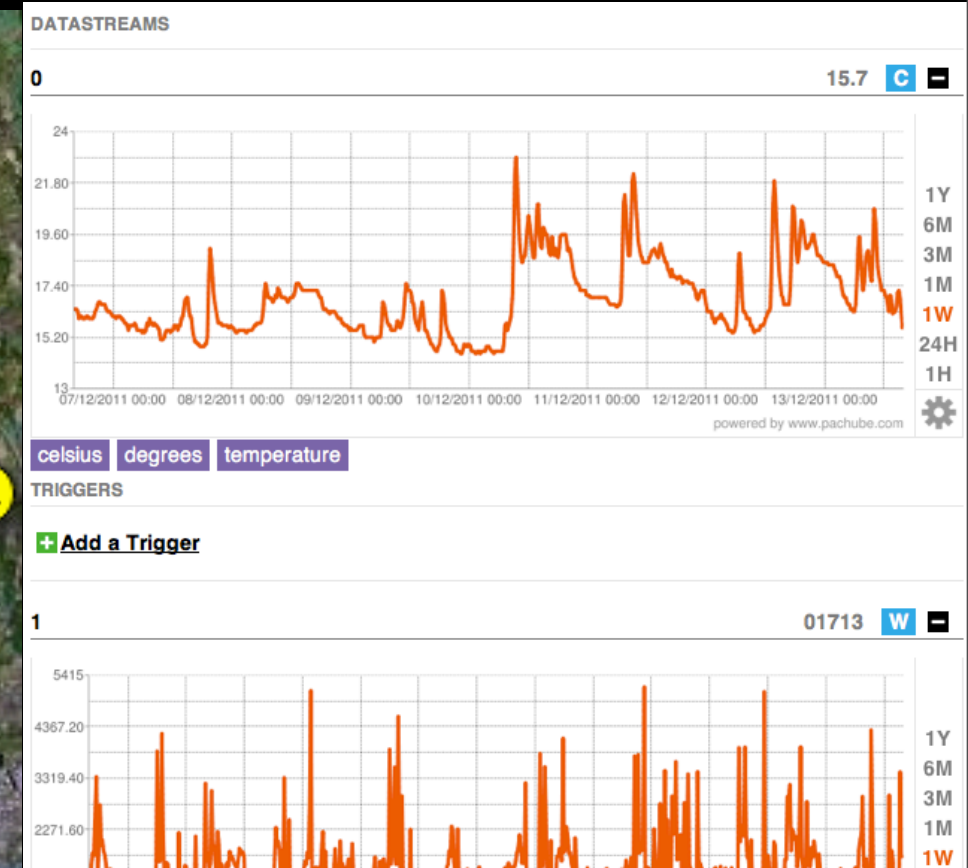 DATASTREAMS
0 15.7 C
24
21.80
19.60
17.40
15.20
13
07/12/2011 00:00 08/12/2011 00:00 09/12/2011 00:00 10/12/2011 00:00 11/12/2011 00:00 12/12/2011 00:00 13/12/2011 00:00
powered by www.pachube.com
1Y
6M
3M
1M
1W
24H
1H
celsius degrees temperature
TRIGGERS
Add a Trigger
1 01713 W
5415
4367.20
3319.40
2271.60
1Y
6M
3M
1M
1W